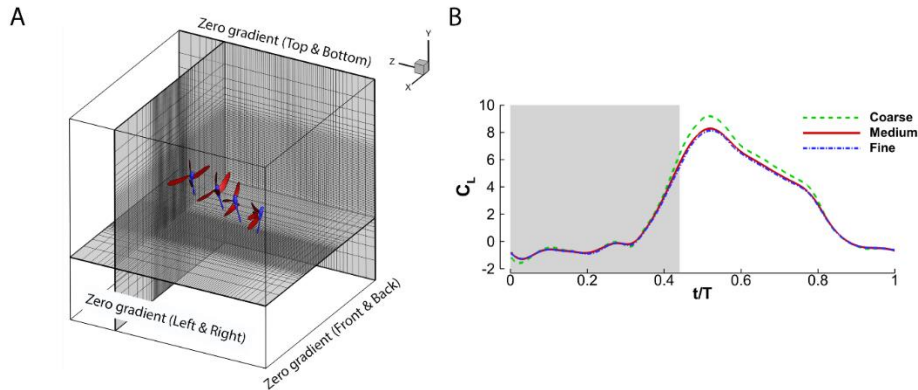 A
Zero gradient (Top & Bottom)
Y
Z
X
Zero gradient (Left & Right)
Zero gradient (Front & Back)
B
10
8
6
4
2
0
-2
C_L
0
0.2
0.4
0.6
0.8
1
t/T
Coarse
Medium
Fine